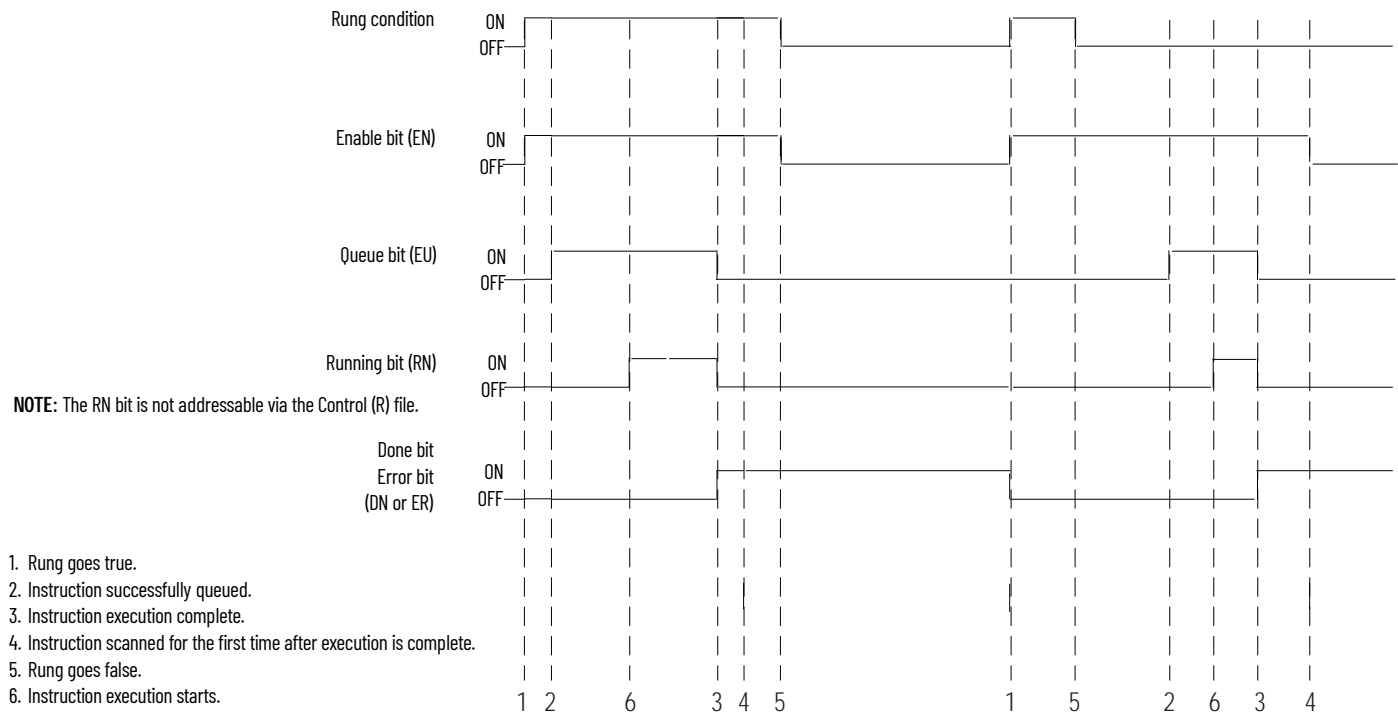 Rung condition
ON
OFF
Enable bit (EN)
ON
OFF
Queue bit (EU)
ON
OFF
Running bit (RN)
ON
OFF
NOTE: The RN bit is not addressable via the Control (R) file.
Done bit
Error bit
(DN or ER)
ON
OFF
1. Rung goes true.
2. Instruction successfully queued.
3. Instruction execution complete.
4. Instruction scanned for the first time after execution is complete.
5. Rung goes false.
6. Instruction execution starts.
1 2 6 3 4 5 1 5 2 6 3 4